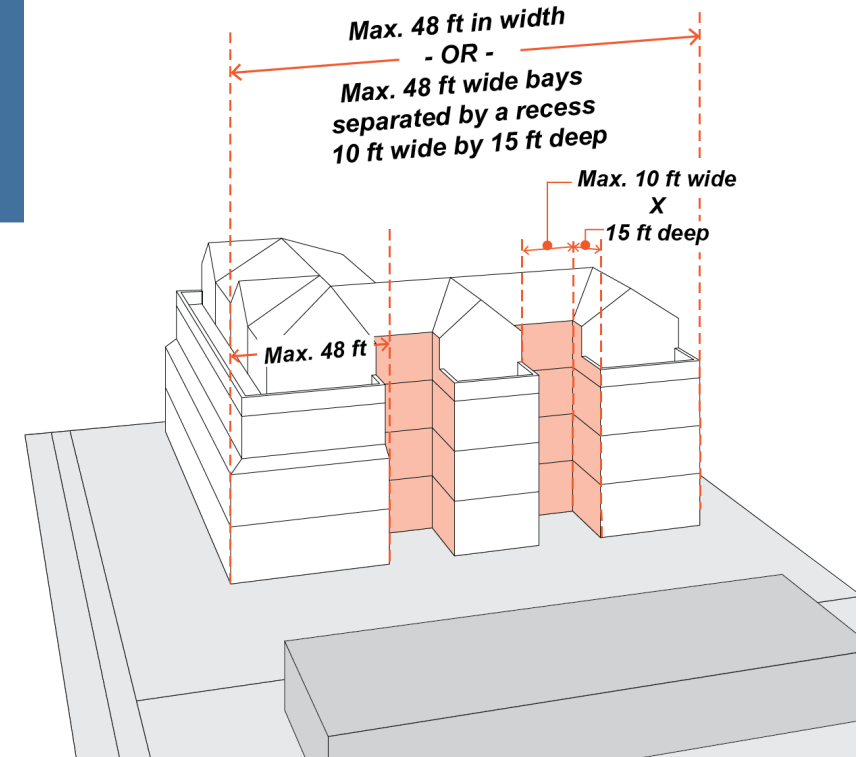 Max. 48 ft in width
- OR -
Max. 48 ft wide bays
separated by a recess
10 ft wide by 15 ft deep
Max. 10 ft wide
X
15 ft deep
Max. 48 ft